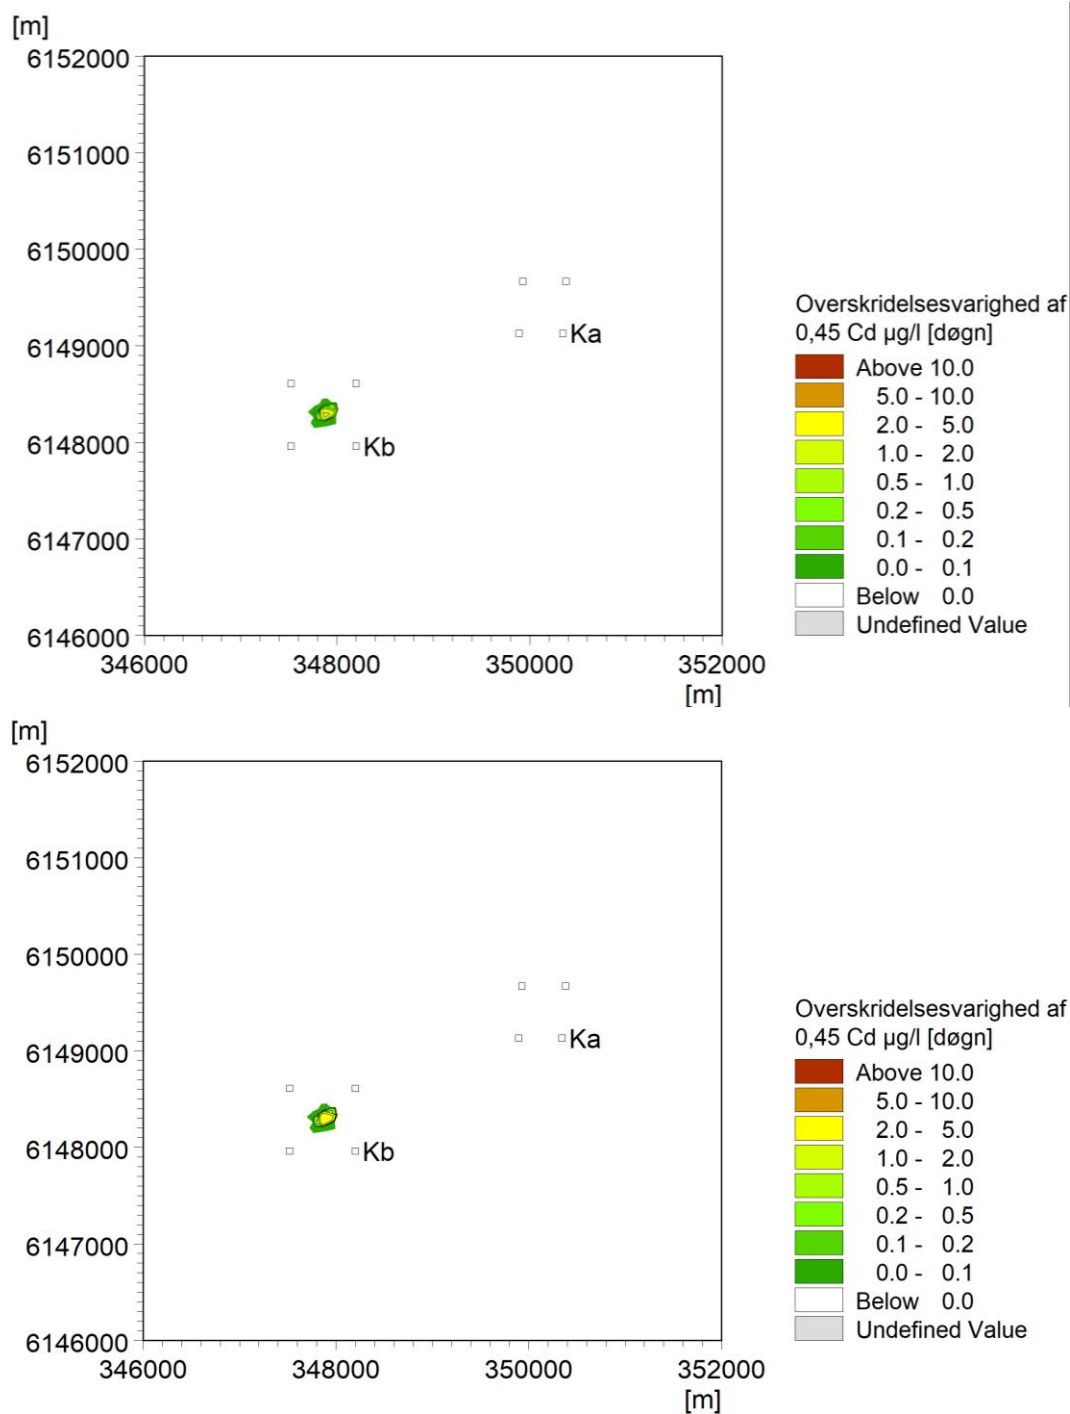 [m]
6152000
6151000
6150000
6149000
6148000
6147000
6146000
346000 348000 350000 352000
[m]
Ka
Kb
Overskridelsesvarighed af
0,45 Cd µg/l [døgn]
Above 10.0
5.0 - 10.0
2.0 - 5.0
1.0 - 2.0
0.5 - 1.0
0.2 - 0.5
0.1 - 0.2
0.0 - 0.1
Below 0.0
Undefined Value
[m]
6152000
6151000
6150000
6149000
6148000
6147000
6146000
346000 348000 350000 352000
[m]
Ka
Kb
Overskridelsesvarighed af
0,45 Cd µg/l [døgn]
Above 10.0
5.0 - 10.0
2.0 - 5.0
1.0 - 2.0
0.5 - 1.0
0.2 - 0.5
0.1 - 0.2
0.0 - 0.1
Below 0.0
Undefined Value